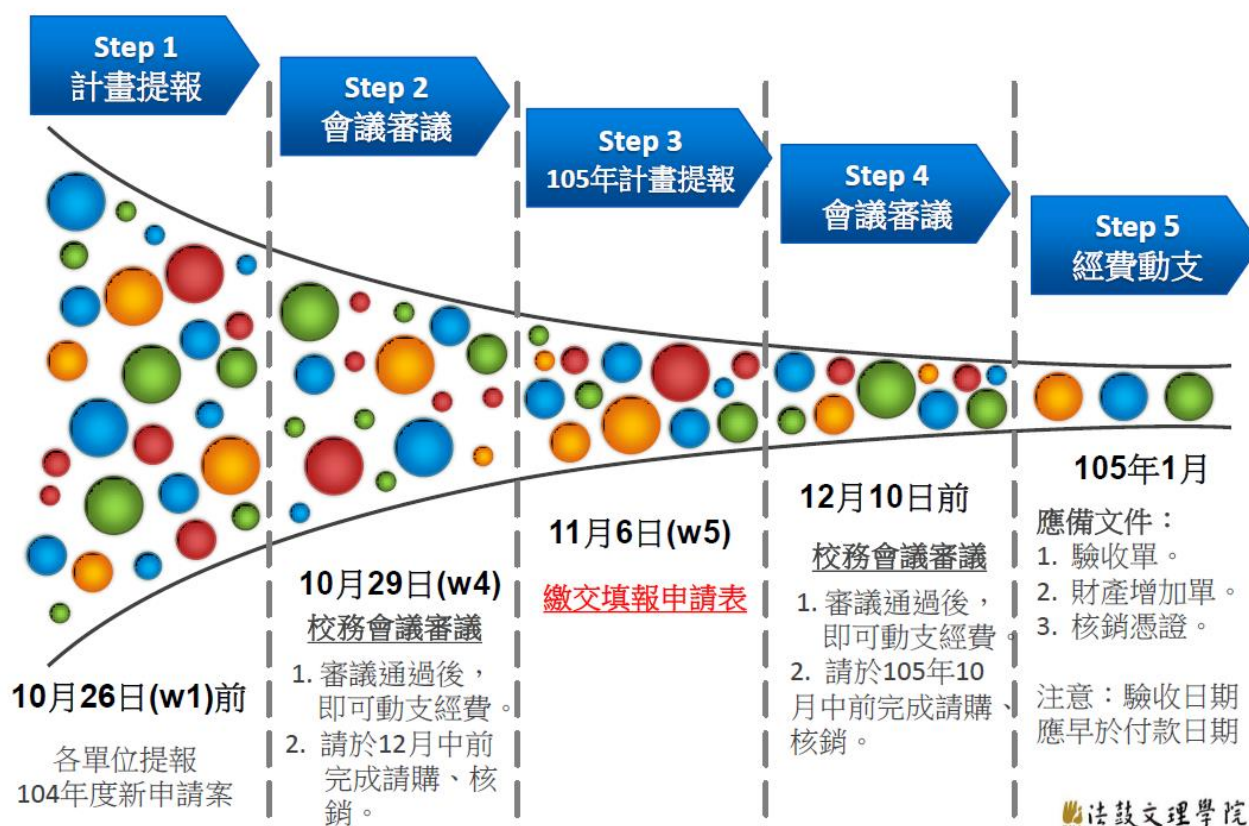 Step 1
計畫提報
Step 2
會議審議
Step 3
105年計畫提報
Step 4
會議審議
Step 5
經費動支
10月26日(w1)前
各單位提報
104年度新申請案
10月29日(w4)
校務會議審議
1. 審議通過後，
即可動支經費。
2. 請於12月中前
完成請購、核
銷。
11月6日(w5)
繳交填報申請表
12月10日前
校務會議審議
1. 審議通過後，
即可動支經費。
2. 請於105年10
月中前完成請購、
核銷。
105年1月
應備文件：
1. 驗收單。
2. 財產增加單。
3. 核銷憑證。
注意：驗收日期
應早於付款日期
法鼓文理學院